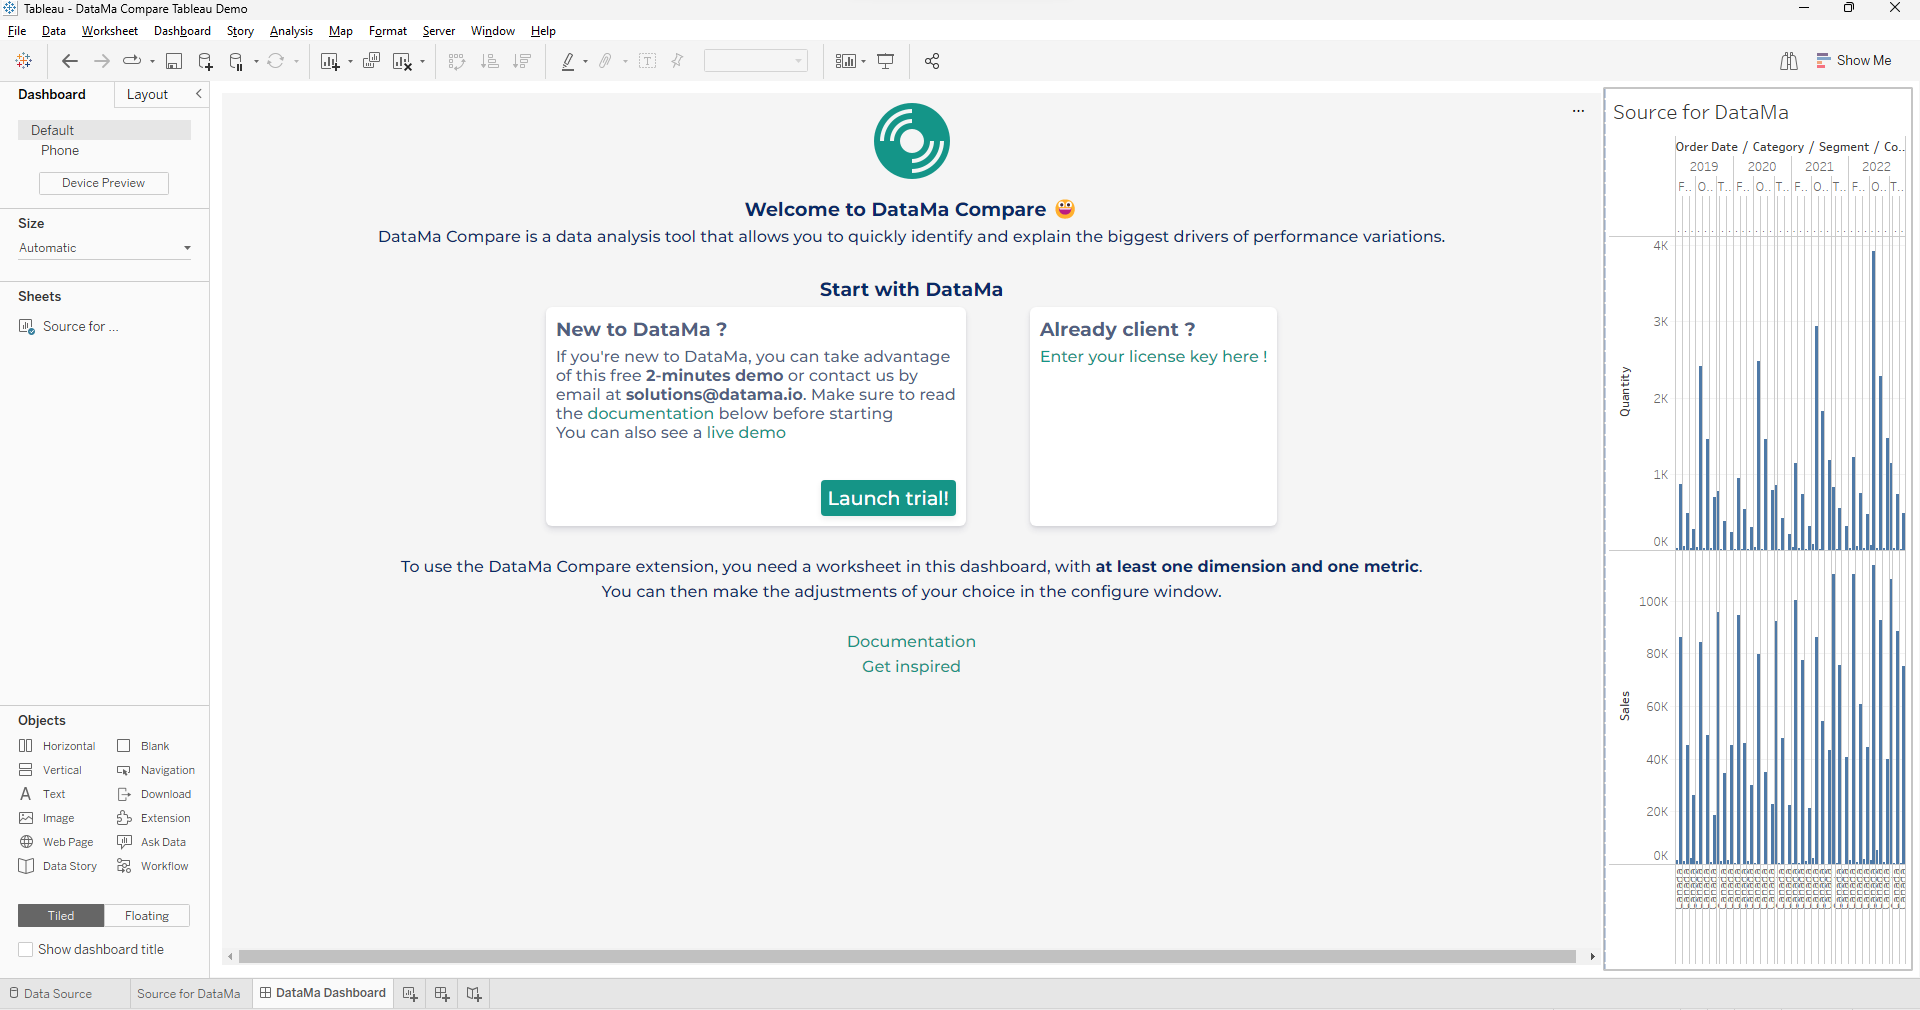 Tableau - DataMa Compare Tableau Demo
File Data Worksheet Dashboard Story Analysis Map Format Server Window Help
Show Me
Dashboard Layout
Default
Phone
Device Preview
Size
Automatic
Sheets
Source for ...
Objects
Horizontal Blank
Vertical Navigation
Text Download
Image Extension
Web Page Ask Data
Data Story Workflow
Tiled Floating
Show dashboard title
Welcome to DataMa Compare
DataMa Compare is a data analysis tool that allows you to quickly identify and explain the biggest drivers of performance variations.
Start with DataMa
New to DataMa ?
If you're new to DataMa, you can take advantage
of this free 2-minutes demo or contact us by
email at solutions@datama.io. Make sure to read
the documentation below before starting
You can also see a live demo
Launch trial!
Already client ?
Enter your license key here !
To use the DataMa Compare extension, you need a worksheet in this dashboard, with at least one dimension and one metric.
You can then make the adjustments of your choice in the configure window.
Documentation
Get inspired
Source for DataMa
Order Date / Category / Segment / Co..
2019 2020 2021 2022
F.. O.. T.. F.. O.. T.. F.. O.. T.. F.. O.. T..
4K
3K
Quantity
2K
1K
0K
100K
80K
Sales
60K
40K
20K
0K
Data Source Source for DataMa DataMa Dashboard